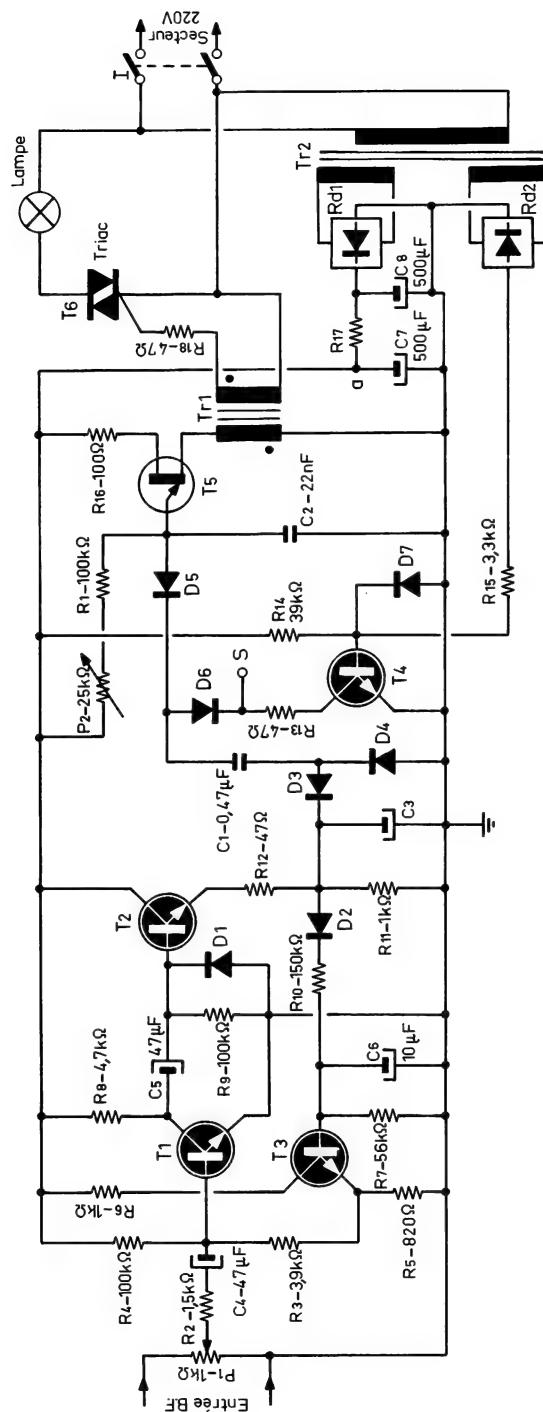 Entrée B.F.
P1-1kΩ
R2-1,5kΩ
C4-47µF
R4-100kΩ
R3-3,9kΩ
R6-1kΩ
R5-820Ω
T1
T3
R7-56kΩ
R8-4,7kΩ
C5
47µF
R9-100kΩ
C6
10µF
D1
T2
R10-150kΩ
D2
R12-47Ω
R11-1kΩ
C3
D3
D4
C1-0,47µF
P2-25kΩ
R1-100kΩ
D5
D6
S
R13-47Ω
T4
R14
39kΩ
D7
C2-22nF
R15-3,3kΩ
R16-100Ω
T5
Tr1
R18-47Ω
T6
Triac
Lampe
a
R17
C7
500µF
C8
500µF
Rd1
Rd2
Tr2
I
Secteur
220V